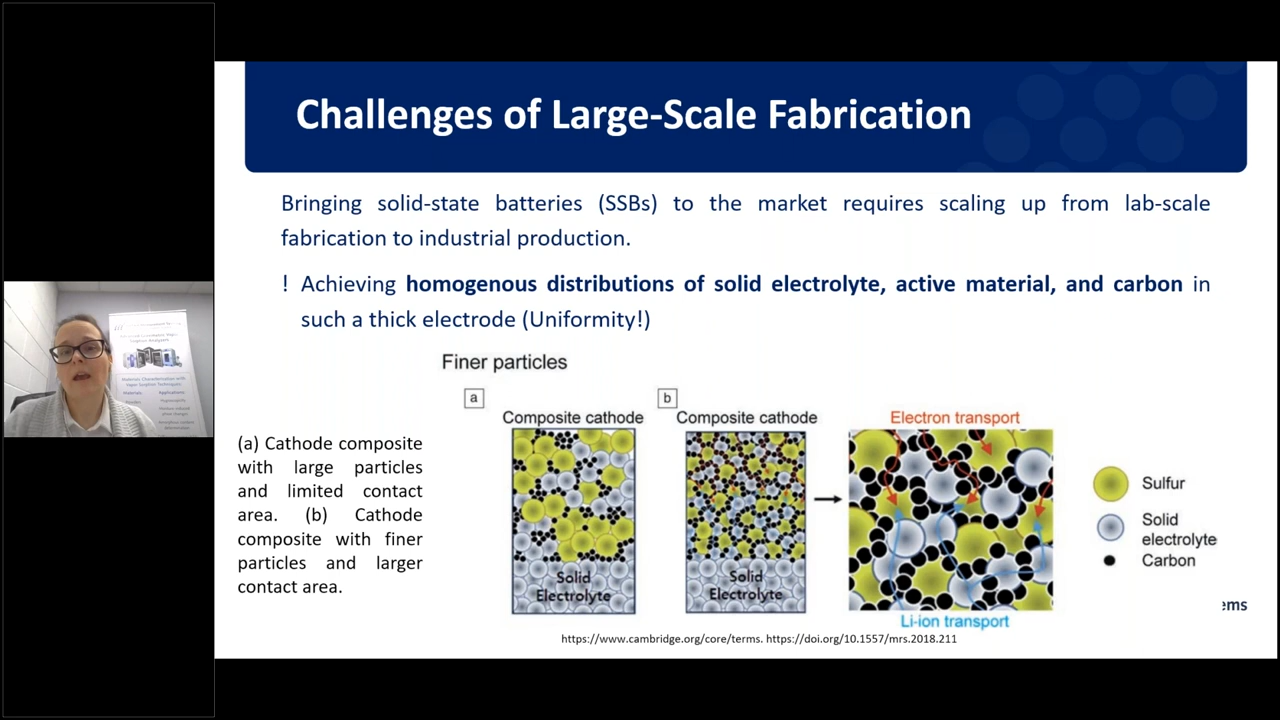 Challenges of Large-Scale Fabrication
Bringing solid-state batteries (SSBs) to the market requires scaling up from lab-scale
fabrication to industrial production.
! Achieving homogenous distributions of solid electrolyte, active material, and carbon in
such a thick electrode (Uniformity!)
Finer particles
a
b
Composite cathode
Composite cathode
Electron transport
(a) Cathode composite
with large particles
and limited contact
area. (b) Cathode
composite with finer
particles and larger
contact area.
Solid
Electrolyte
Solid
Electrolyte
Li-ion transport
Sulfur
Solid
electrolyte
Carbon
ems
https://www.cambridge.org/core/terms. https://doi.org/10.1557/mrs.2018.211